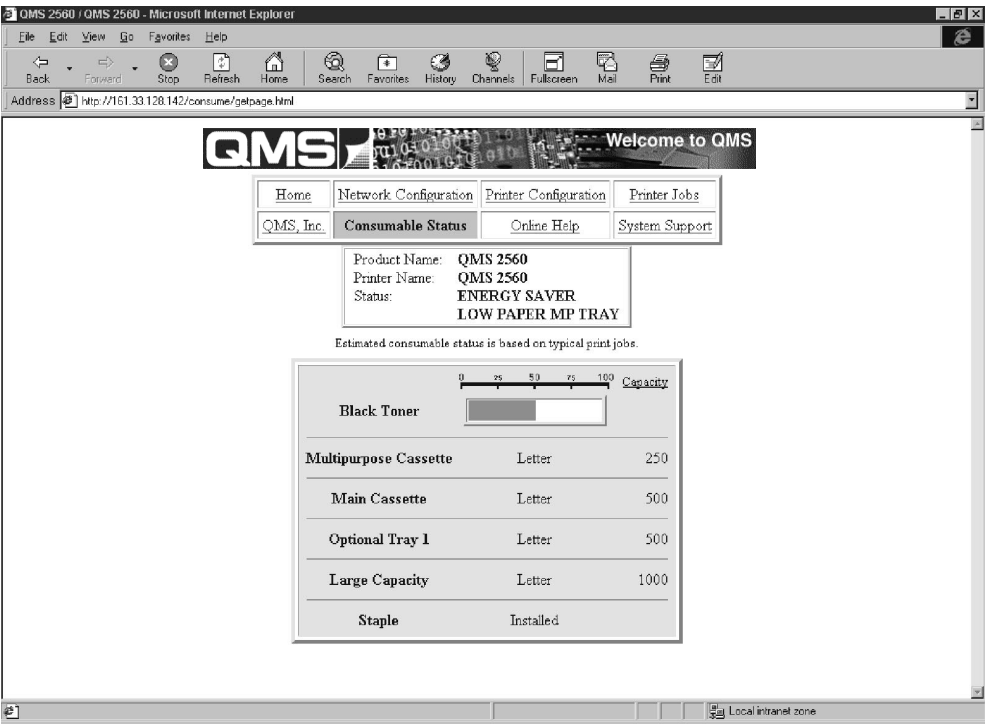 QMS 2560 / QMS 2560 - Microsoft Internet Explorer
File Edit View Go Favorites Help
Back Forward Stop Refresh Home Search Favorites History Channels Fullscreen Mail Print Edit
Address http://161.33.128.142/consume/getpage.html
QMS Welcome to QMS
Home Network Configuration Printer Configuration Printer Jobs
QMS, Inc. Consumable Status Online Help System Support
Product Name: QMS 2560
Printer Name: QMS 2560
Status: ENERGY SAVER
LOW PAPER MP TRAY
Estimated consumable status is based on typical print jobs.
0 25 50 75 100 Capacity
Black Toner
Multipurpose Cassette Letter 250
Main Cassette Letter 500
Optional Tray 1 Letter 500
Large Capacity Letter 1000
Staple Installed
Local intranet zone